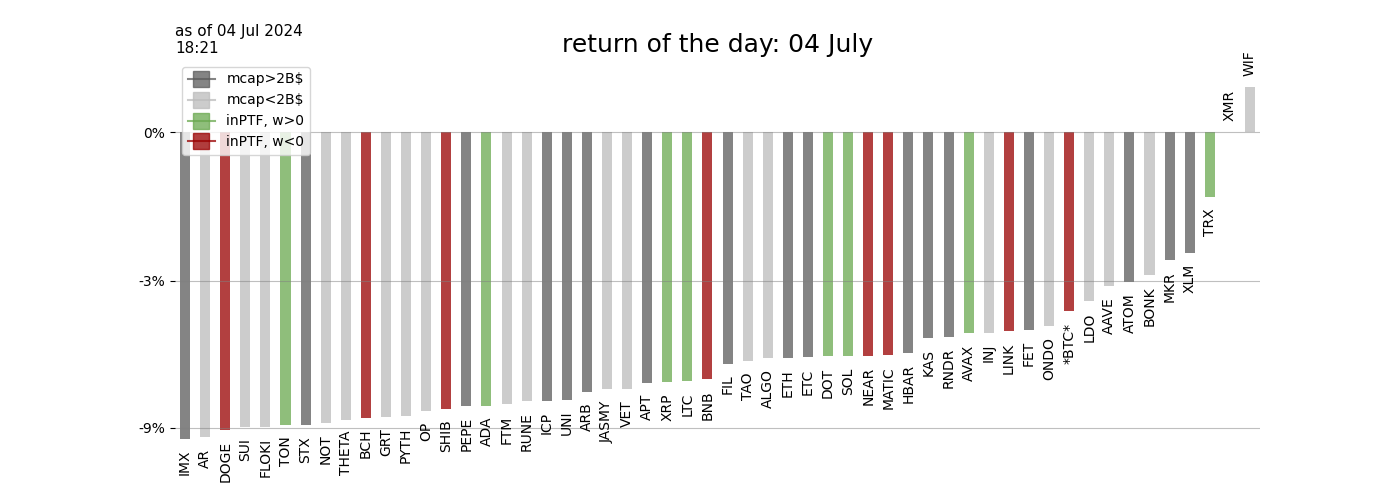 as of 04 Jul 2024
18:21
return of the day: 04 July
mcap>2B$
mcap<2B$
inPTF, w>0
inPTF, w<0
0%
-3%
-9%
IMX
AR
DOGE
SUI
FLOKI
TON
STX
NOT
THETA
BCH
GRT
PYTH
OP
SHIB
PEPE
ADA
FTM
RUNE
ICP
UNI
ARB
JASMY
VET
APT
XRP
LTC
BNB
FIL
TAO
ALGO
ETH
ETC
DOT
SOL
NEAR
MATIC
HBAR
KAS
RNDR
AVAX
INJ
LINK
FET
ONDO
*BTC*
LDO
AAVE
ATOM
BONK
MKR
XLM
TRX
XMR
WIF